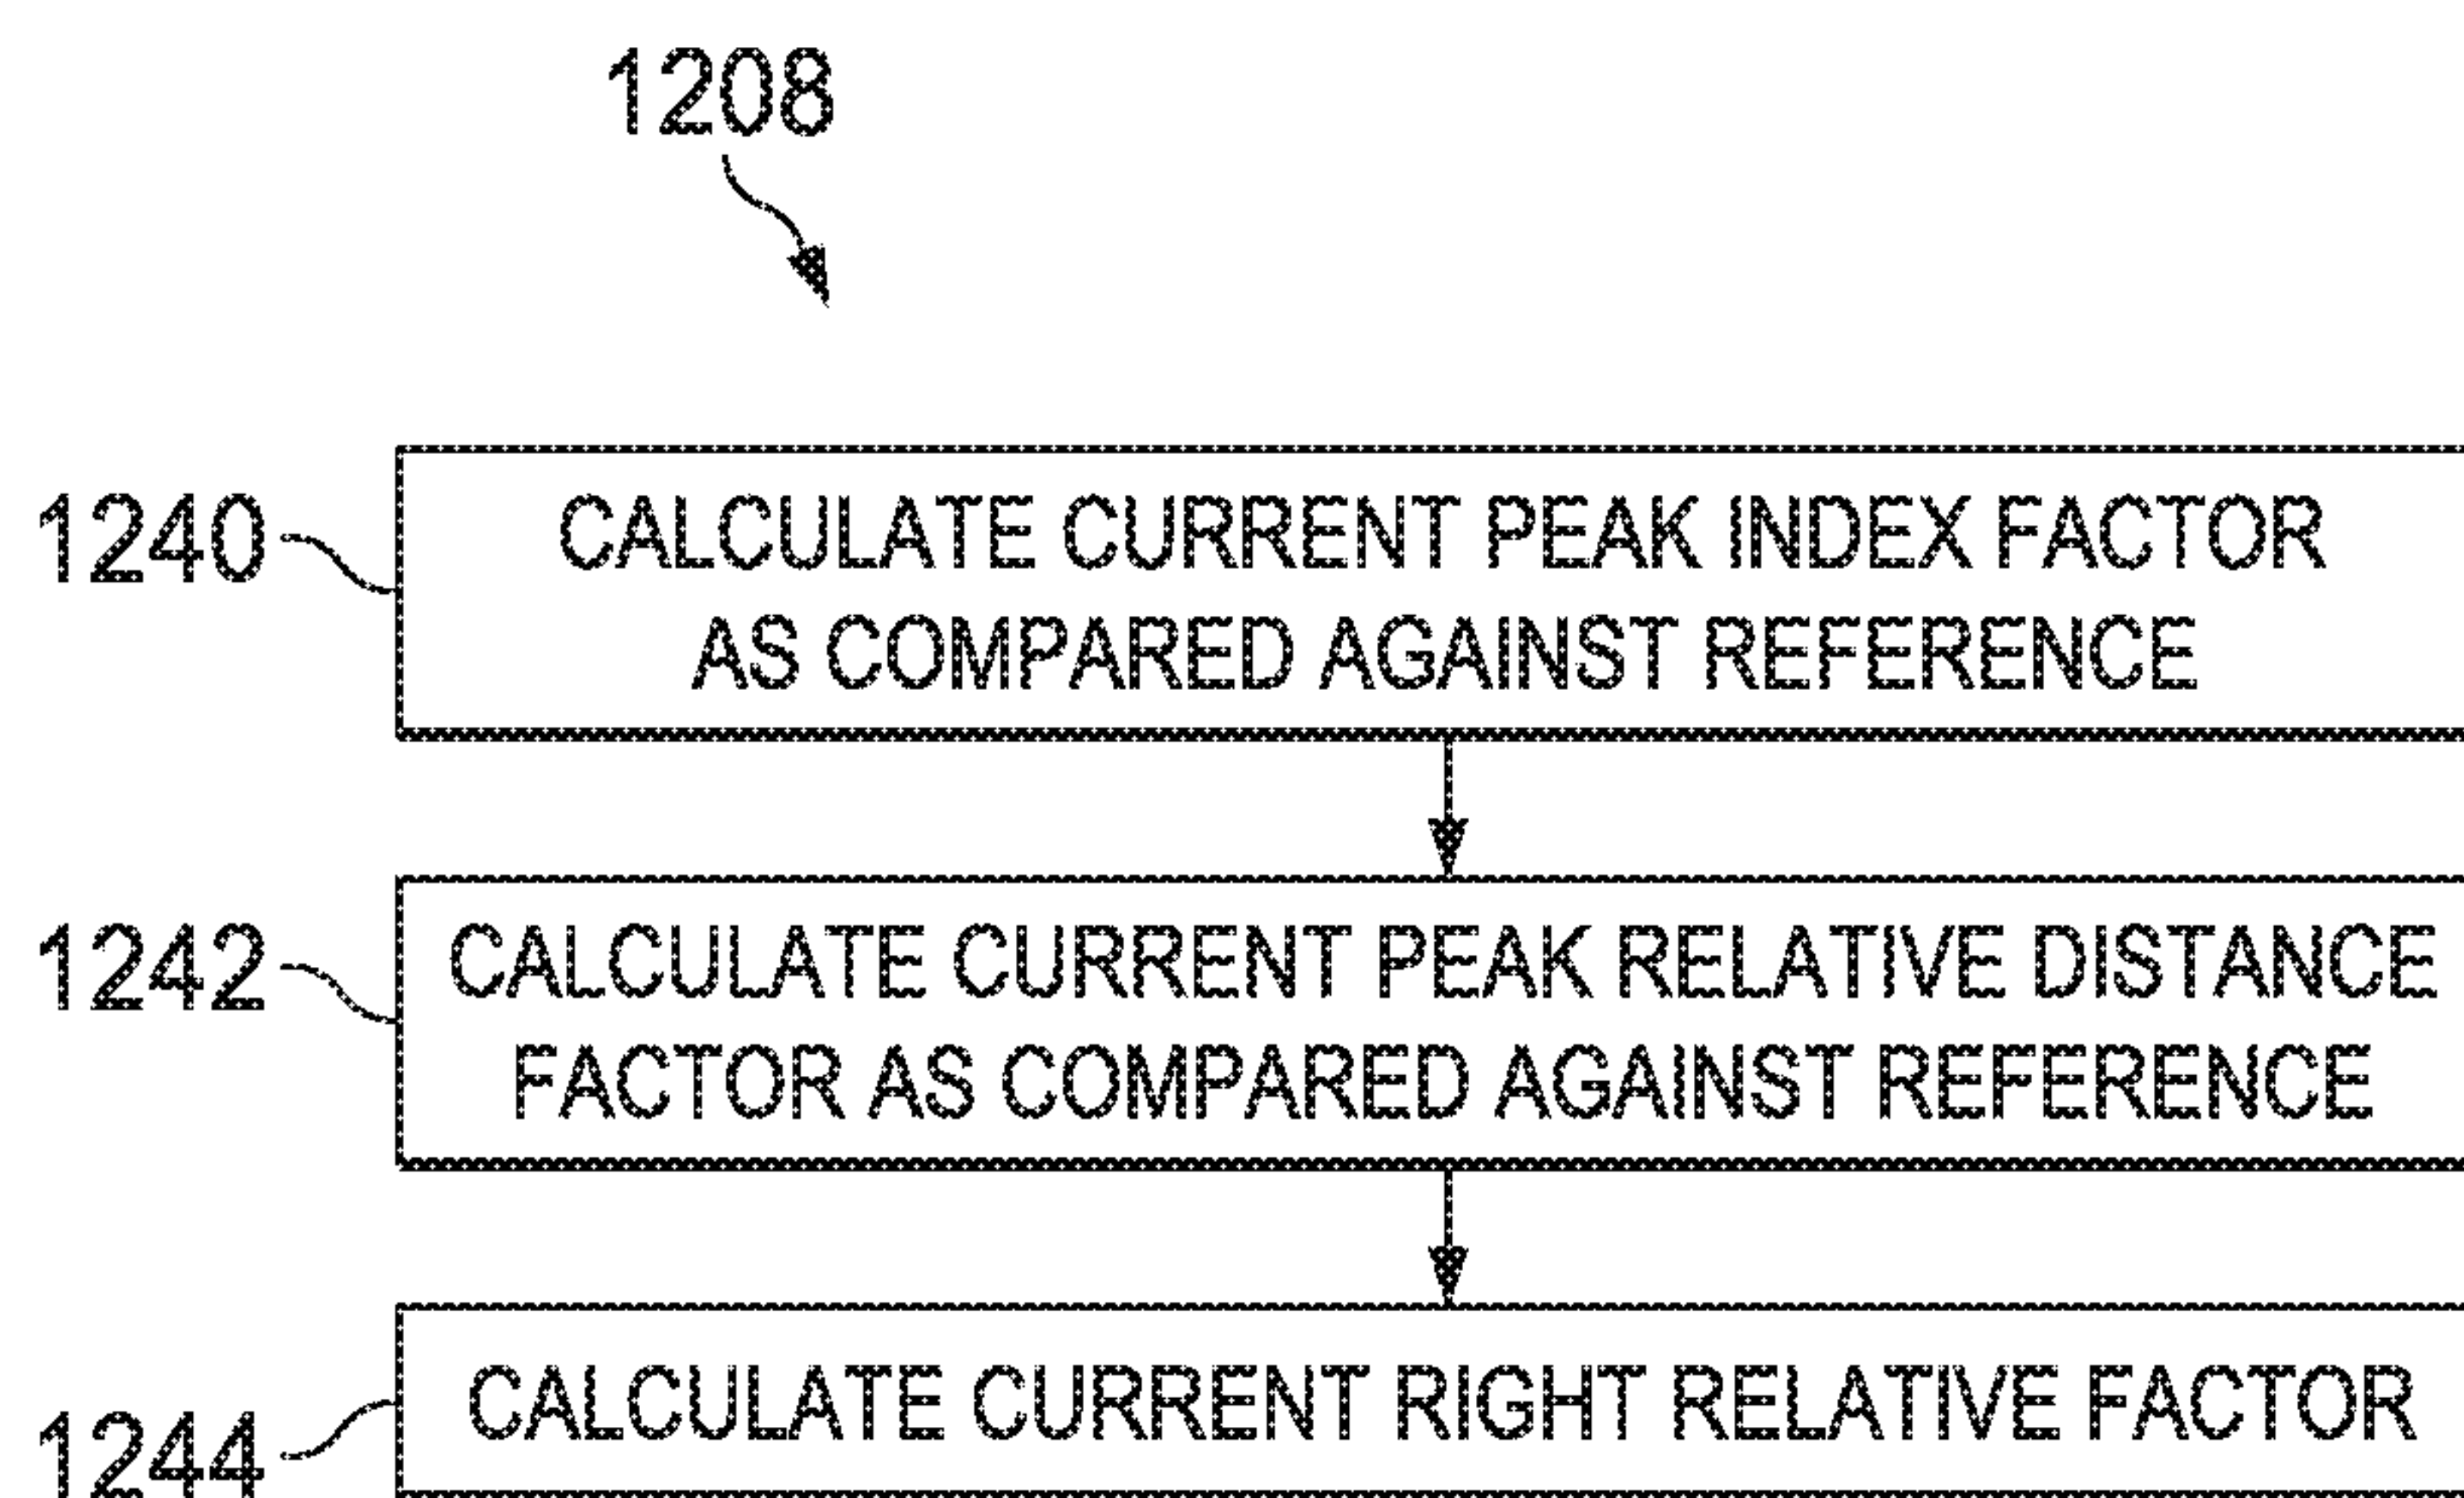 1208
1240
CALCULATE CURRENT PEAK INDEX FACTOR
AS COMPARED AGAINST REFERENCE
1242
CALCULATE CURRENT PEAK RELATIVE DISTANCE
FACTOR AS COMPARED AGAINST REFERENCE
1244
CALCULATE CURRENT RIGHT RELATIVE FACTOR